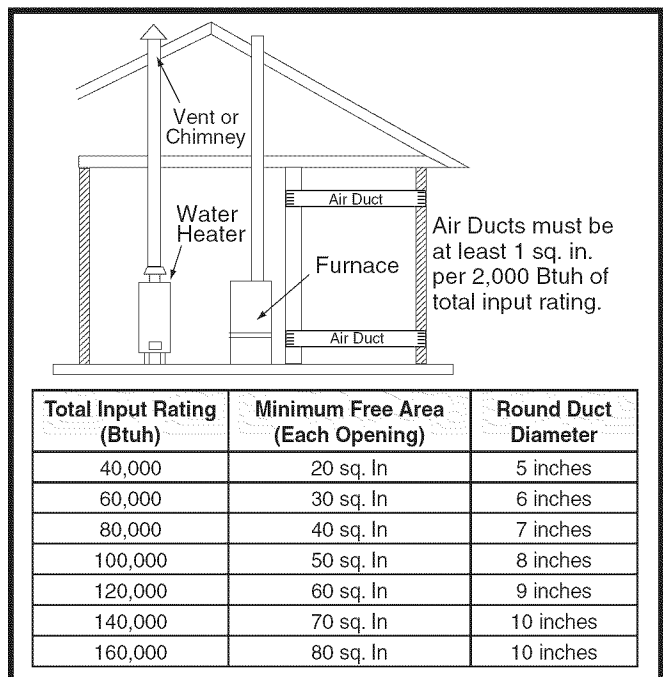 Vent or
Chimney
Air Duct
Water
Heater
Air Ducts must be
at least 1 sq. in.
per 2,000 Btuh of
total input rating.
Furnace
Air Duct
Total Input Rating (Btuh) Minimum Free Area (Each Opening) Round Duct Diameter
40,000 20 sq. In 5 inches
60,000 30 sq. In 6 inches
80,000 40 sq. In 7 inches
100,000 50 sq. In 8 inches
120,000 60 sq. In 9 inches
140,000 70 sq. In 10 inches
160,000 80 sq. In 10 inches